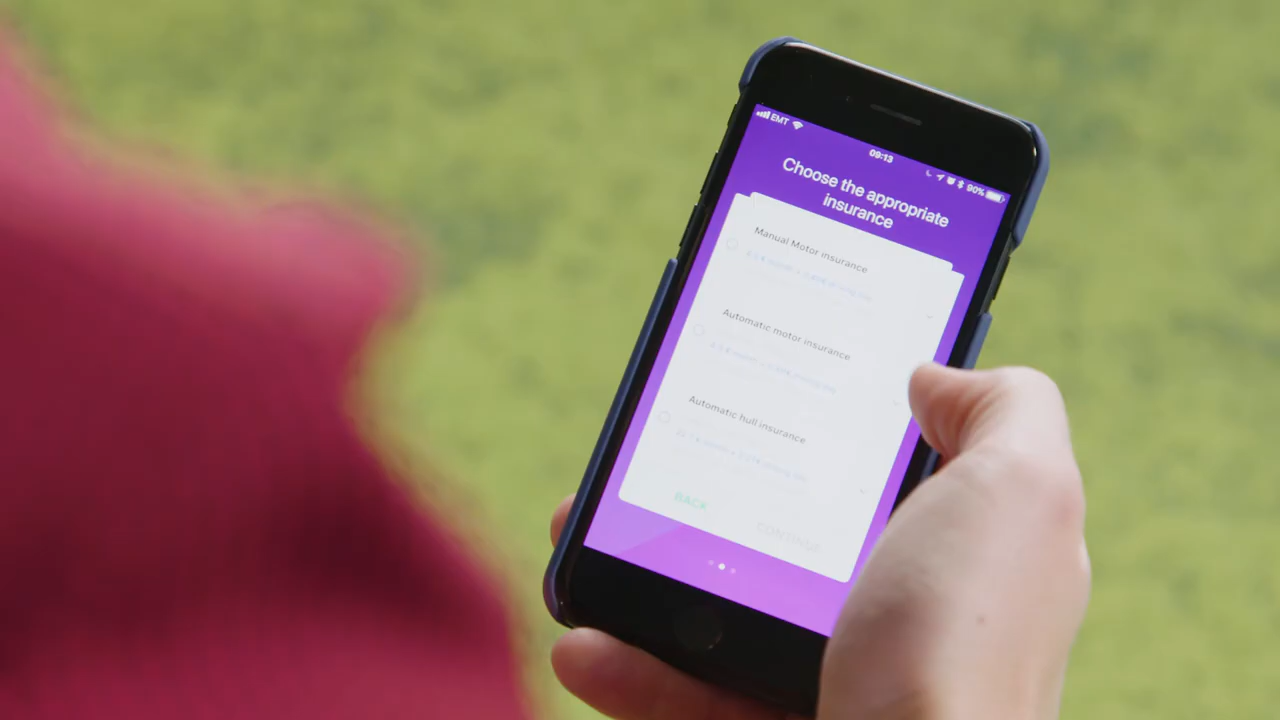 EMT
09:13
90%
Choose the appropriate
insurance
Manual Motor insurance
Automatic motor insurance
Automatic hull insurance
BACK
CONTINUE